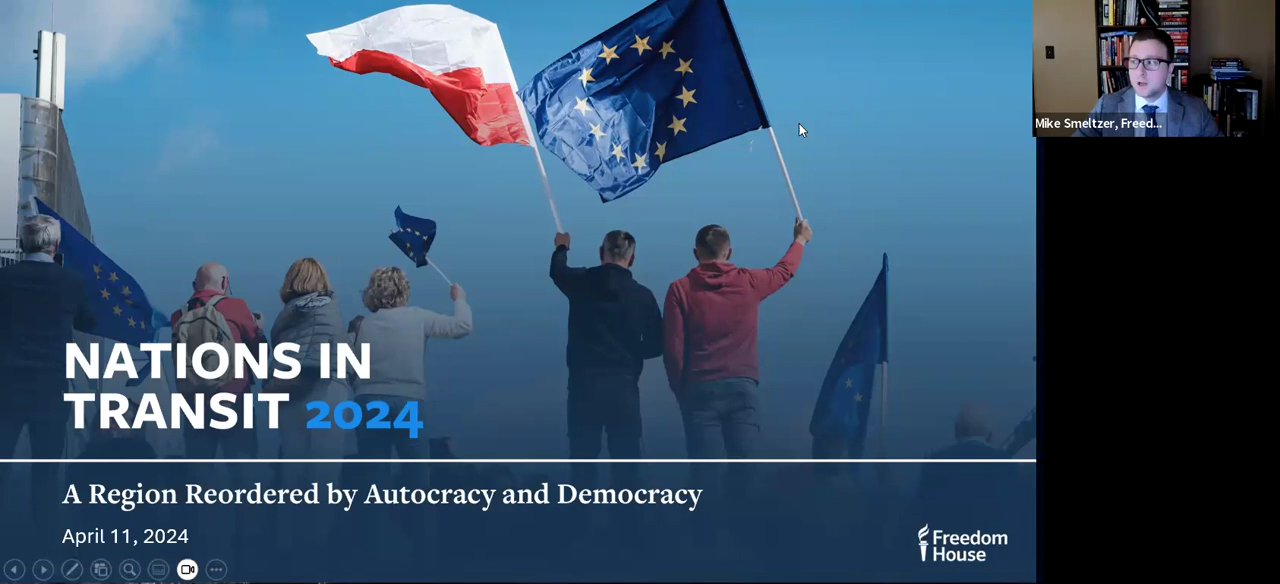 Mike Smeltzer, Freed...
NATIONS IN
TRANSIT 2024
A Region Reordered by Autocracy and Democracy
April 11, 2024
Freedom
House